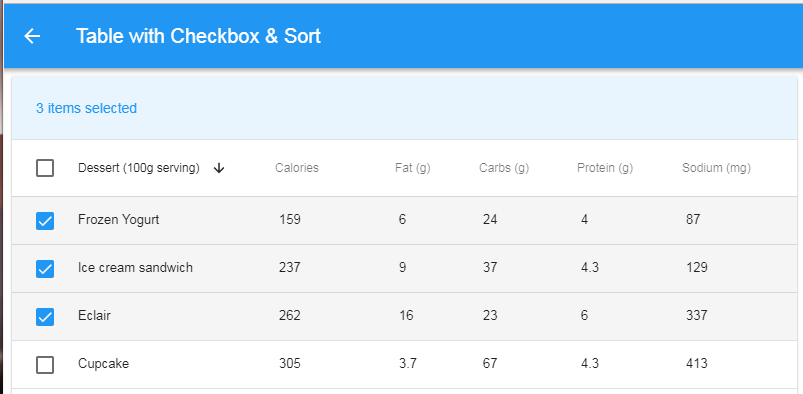 Table with Checkbox & Sort
3 items selected
Dessert (100g serving) Calories Fat (g) Carbs (g) Protein (g) Sodium (mg)
Frozen Yogurt 159 6 24 4 87
Ice cream sandwich 237 9 37 4.3 129
Eclair 262 16 23 6 337
Cupcake 305 3.7 67 4.3 413